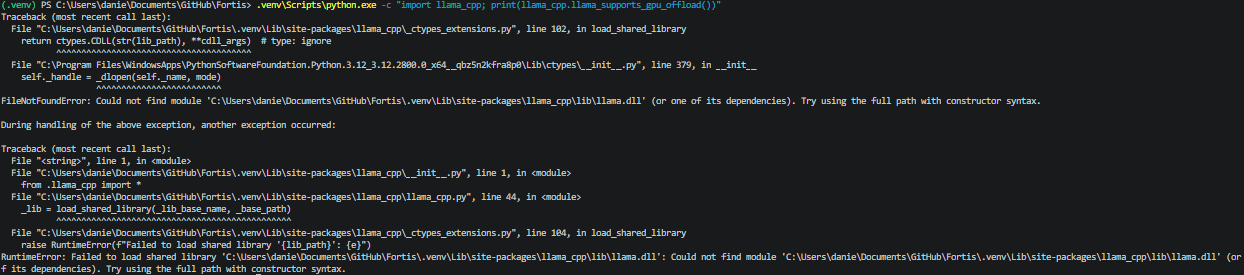 (.venv) PS C:\Users\danie\Documents\GitHub\Fortis> .venv\Scripts\python.exe -c "import llama_cpp; print(llama_cpp.llama_supports_gpu_offload())"
Traceback (most recent call last):
  File "C:\Users\danie\Documents\GitHub\Fortis\.venv\Lib\site-packages\llama_cpp\_ctypes_extensions.py", line 102, in load_shared_library
    return ctypes.CDLL(str(lib_path), **cdll_args)  # type: ignore
           ^^^^^^^^^^^^^^^^^^^^^^^^^^^^^^^^^^^^^^^
  File "C:\Program Files\WindowsApps\PythonSoftwareFoundation.Python.3.12_3.12.2800.0_x64__qbz5n2kfra8p0\Lib\ctypes\__init__.py", line 379, in __init__
    self._handle = _dlopen(self._name, mode)
                   ^^^^^^^^^^^^^^^^^^^^^^^^^
FileNotFoundError: Could not find module 'C:\Users\danie\Documents\GitHub\Fortis\.venv\Lib\site-packages\llama_cpp\lib\llama.dll' (or one of its dependencies). Try using the full path with constructor syntax.

During handling of the above exception, another exception occurred:

Traceback (most recent call last):
  File "<string>", line 1, in <module>
  File "C:\Users\danie\Documents\GitHub\Fortis\.venv\Lib\site-packages\llama_cpp\__init__.py", line 1, in <module>
    from .llama_cpp import *
  File "C:\Users\danie\Documents\GitHub\Fortis\.venv\Lib\site-packages\llama_cpp\llama_cpp.py", line 44, in <module>
    _lib = load_shared_library(_lib_base_name, _base_path)
           ^^^^^^^^^^^^^^^^^^^^^^^^^^^^^^^^^^^^^^^^^^^^^^^
  File "C:\Users\danie\Documents\GitHub\Fortis\.venv\Lib\site-packages\llama_cpp\_ctypes_extensions.py", line 104, in load_shared_library
    raise RuntimeError(f"Failed to load shared library '{lib_path}': {e}")
RuntimeError: Failed to load shared library 'C:\Users\danie\Documents\GitHub\Fortis\.venv\Lib\site-packages\llama_cpp\lib\llama.dll': Could not find module 'C:\Users\danie\Documents\GitHub\Fortis\.venv\Lib\site-packages\llama_cpp\lib\llama.dll' (or
f its dependencies). Try using the full path with constructor syntax.